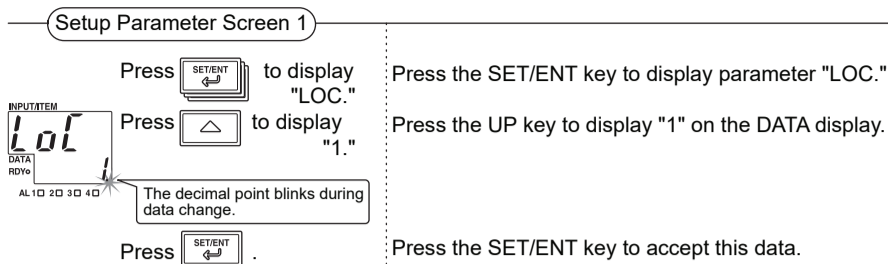 Setup Parameter Screen 1
Press SET/ENT to display
"LOC."
Press the SET/ENT key to display parameter "LOC."
INPUT/ITEM
LoC
Press to display
"1."
Press the UP key to display "1" on the DATA display.
DATA
RDY
1.
AL 1 2 3 4
The decimal point blinks during
data change.
Press SET/ENT .
Press the SET/ENT key to accept this data.